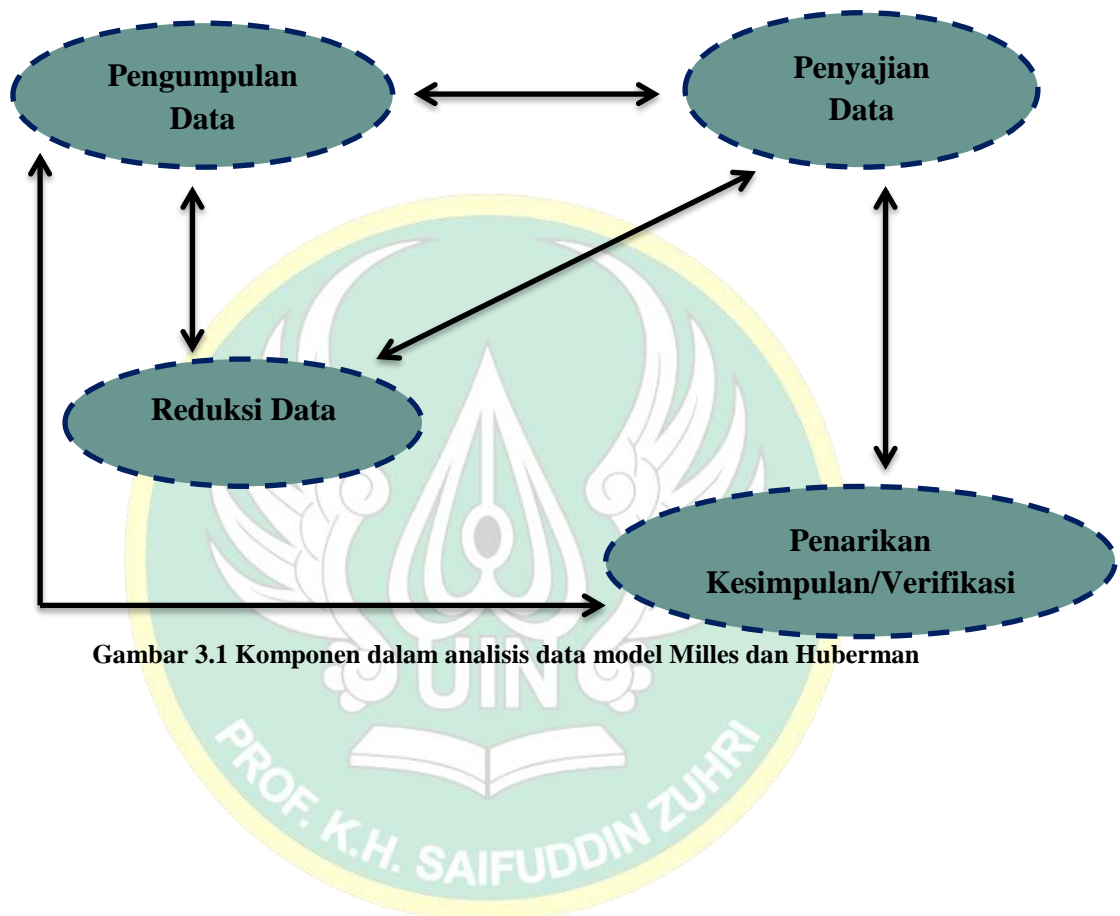 Pengumpulan
Data
Penyajian
Data
Reduksi Data
Penarikan
Kesimpulan/Verifikasi
Gambar 3.1 Komponen dalam analisis data model Milles dan Huberman
UIN
PROF. K.H. SAIFUDDIN ZUHRI